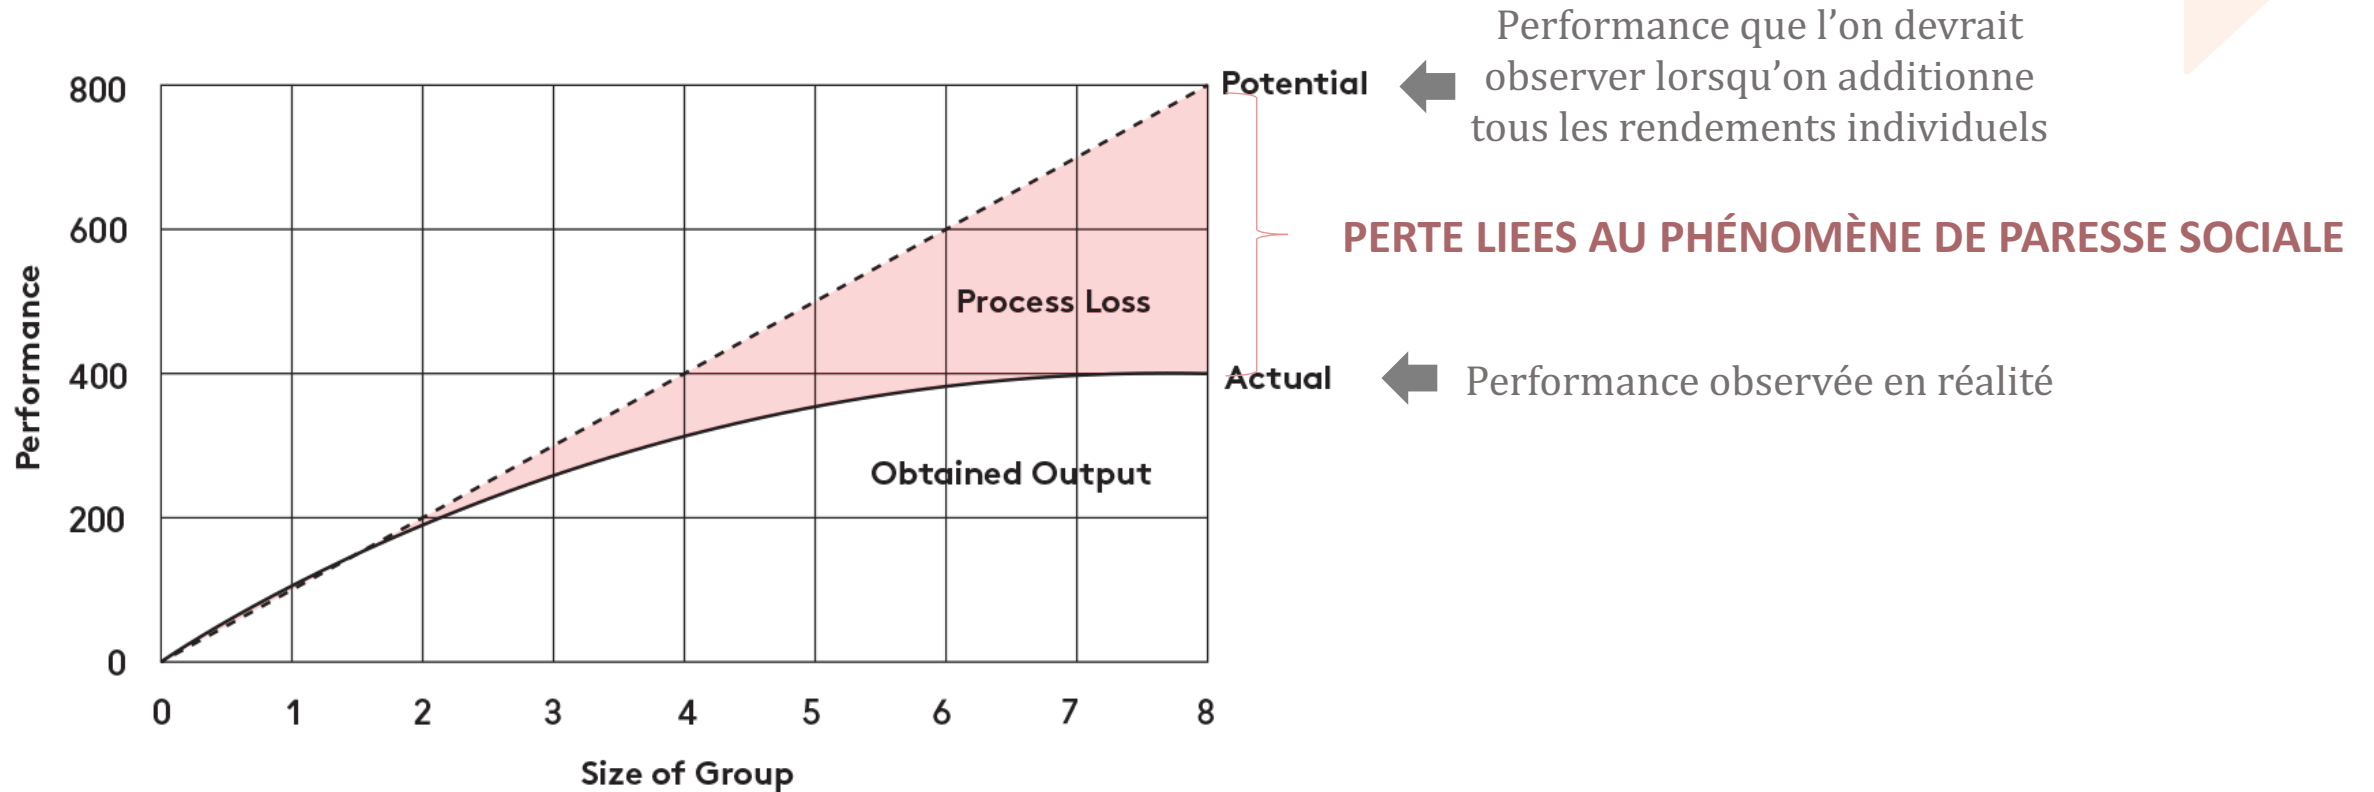 Performance que l’on devrait
observer lorsqu’on additionne
tous les rendements individuels
Potential
PERTE LIEES AU PHÉNOMÈNE DE PARESSE SOCIALE
Process Loss
Actual
Performance observée en réalité
Obtained Output
Performance
800
600
400
200
0
0 1 2 3 4 5 6 7 8
Size of Group